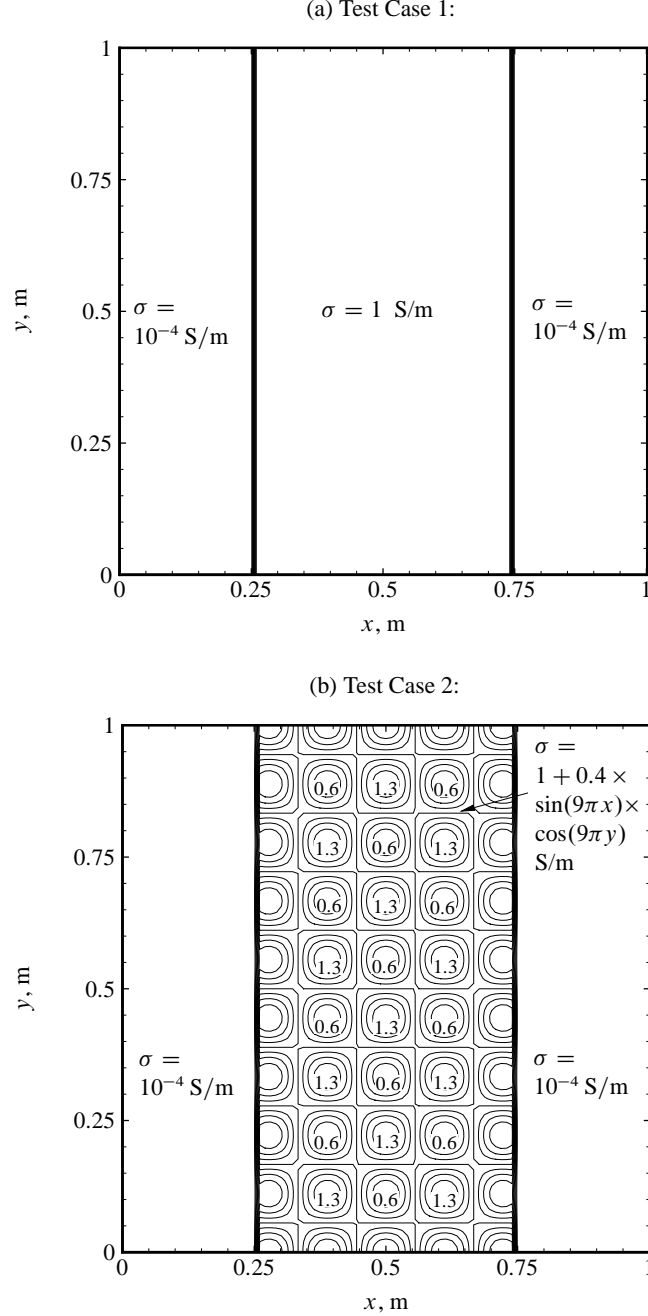 (a) Test Case 1:
1
0.75
0.5
0.25
0
y, m
σ =
10⁻⁴ S/m
σ = 1 S/m
σ =
10⁻⁴ S/m
0 0.25 0.5 0.75 1
x, m
(b) Test Case 2:
1
0.75
0.5
0.25
0
y, m
σ =
1 + 0.4 ×
sin(9πx)×
cos(9πy)
S/m
0.6 1.3 0.6
1.3 0.6 1.3
0.6 1.3 0.6
1.3 0.6 1.3
0.6 1.3 0.6
1.3 0.6 1.3
0.6 1.3 0.6
1.3 0.6 1.3
σ =
10⁻⁴ S/m
σ =
10⁻⁴ S/m
0 0.25 0.5 0.75 1
x, m